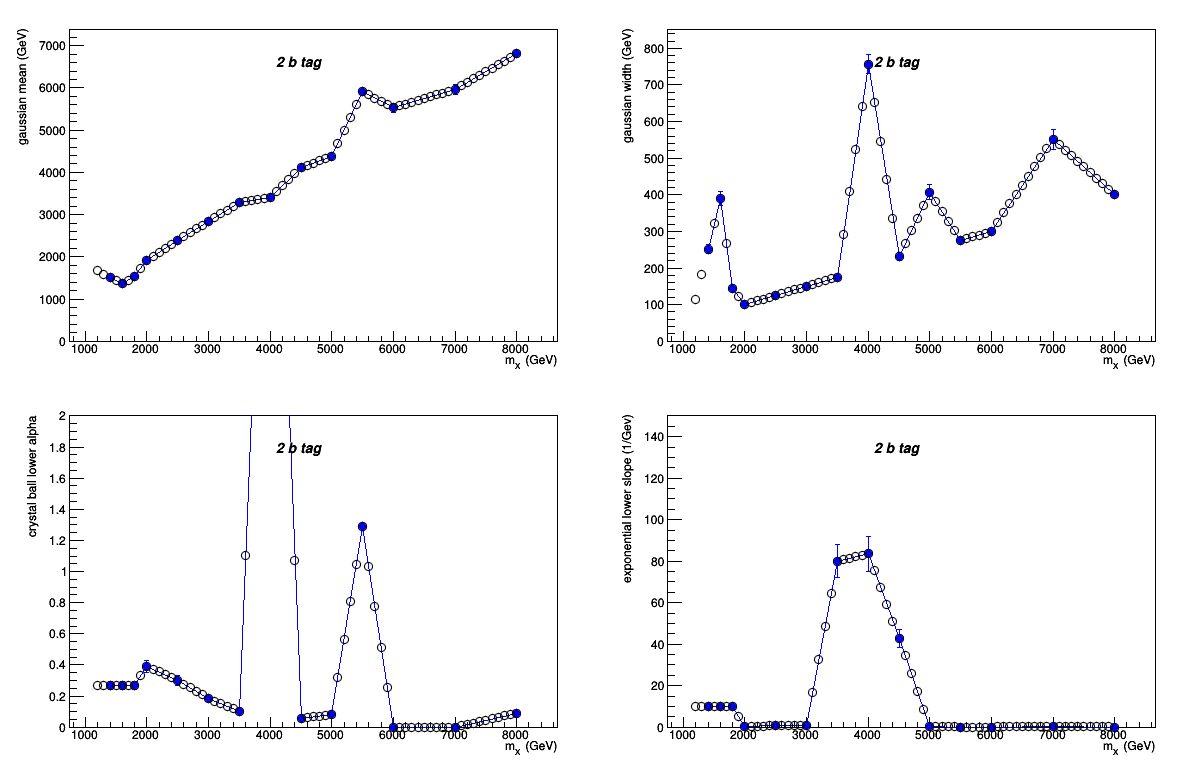 gaussian mean (GeV)
2 b tag
7000
6000
5000
4000
3000
2000
1000
0
1000 2000 3000 4000 5000 6000 7000 8000
mx (GeV)
gaussian width (GeV)
2 b tag
800
700
600
500
400
300
200
100
0
1000 2000 3000 4000 5000 6000 7000 8000
mx (GeV)
crystal ball lower alpha
2 b tag
2
1.8
1.6
1.4
1.2
1
0.8
0.6
0.4
0.2
0
1000 2000 3000 4000 5000 6000 7000 8000
mx (GeV)
exponential lower slope (1/Gev)
2 b tag
140
120
100
80
60
40
20
0
1000 2000 3000 4000 5000 6000 7000 8000
mx (GeV)